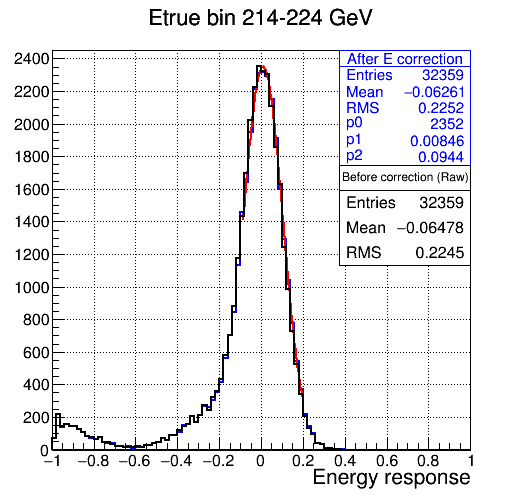 Etrue bin 214-224 GeV
After E correction
Entries 32359
Mean −0.06261
RMS 0.2252
p0 2352
p1 0.00846
p2 0.0944
Before correction (Raw)
Entries 32359
Mean −0.06478
RMS 0.2245
2400
2200
2000
1800
1600
1400
1200
1000
800
600
400
200
0
−1 −0.8 −0.6 −0.4 −0.2 0 0.2 0.4 0.6 0.8 1
Energy response